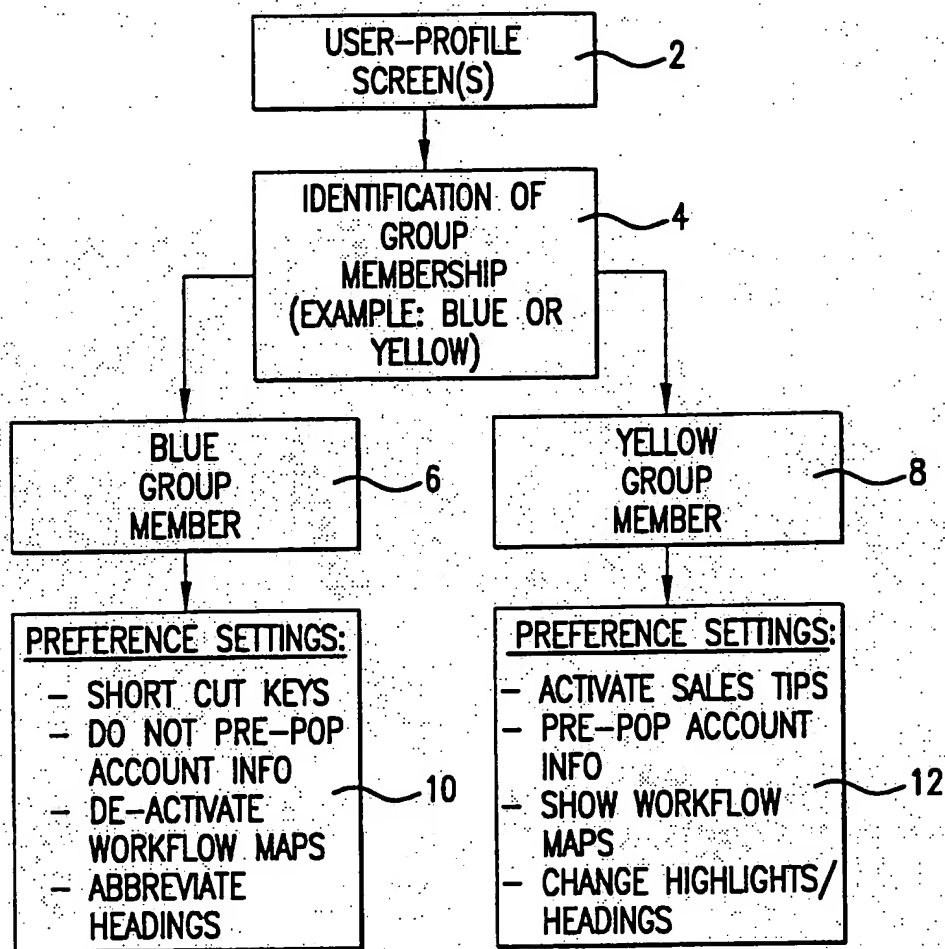 USER-PROFILE
SCREEN(S)
2
IDENTIFICATION OF
GROUP
MEMBERSHIP
(EXAMPLE: BLUE OR
YELLOW)
4
BLUE
GROUP
MEMBER
6
YELLOW
GROUP
MEMBER
8
PREFERENCE SETTINGS:
- SHORT CUT KEYS
- DO NOT PRE-POP
ACCOUNT INFO
- DE-ACTIVATE
WORKFLOW MAPS
- ABBREVIATE
HEADINGS
10
PREFERENCE SETTINGS:
- ACTIVATE SALES TIPS
- PRE-POP ACCOUNT
INFO
- SHOW WORKFLOW
MAPS
- CHANGE HIGHLIGHTS/
HEADINGS
12